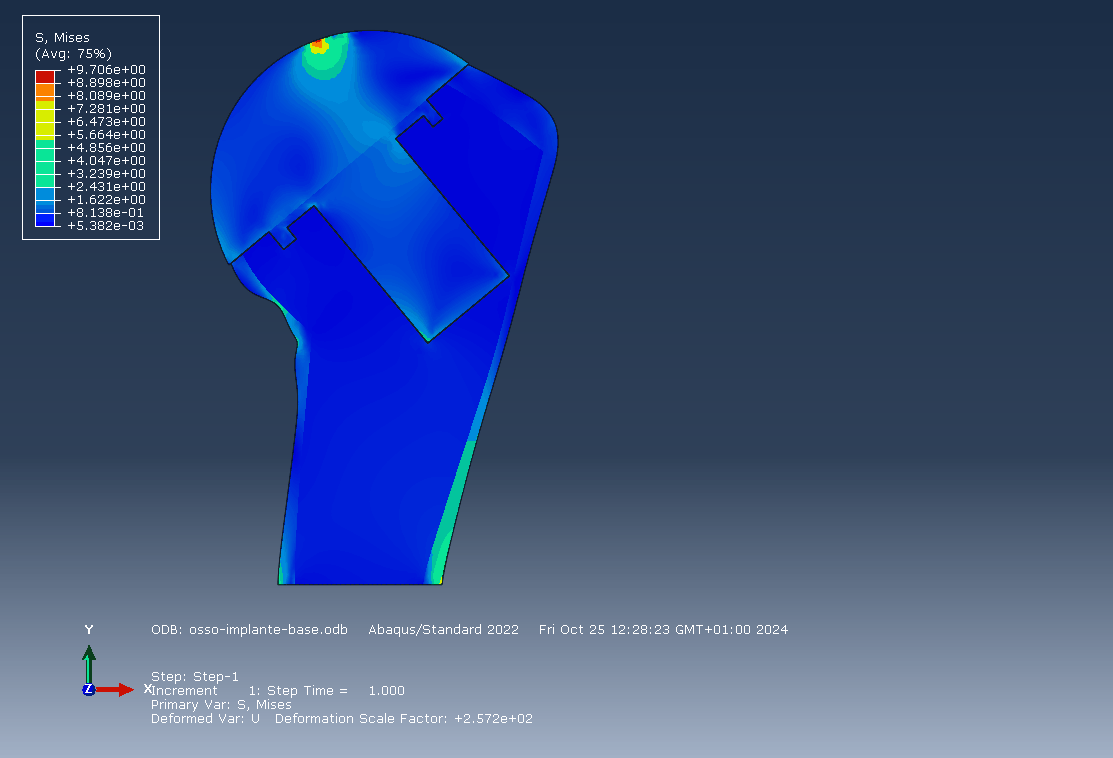 S, Mises
(Avg: 75%)
+9.706e+00
+8.898e+00
+8.089e+00
+7.281e+00
+6.473e+00
+5.664e+00
+4.856e+00
+4.047e+00
+3.239e+00
+2.431e+00
+1.622e+00
+8.138e-01
+5.382e-03
Y
ODB: osso-implante-base.odb Abaqus/Standard 2022 Fri Oct 25 12:28:23 GMT+01:00 2024
Z
X
Step: Step-1
Increment 1: Step Time = 1.000
Primary Var: S, Mises
Deformed Var: U Deformation Scale Factor: +2.572e+02